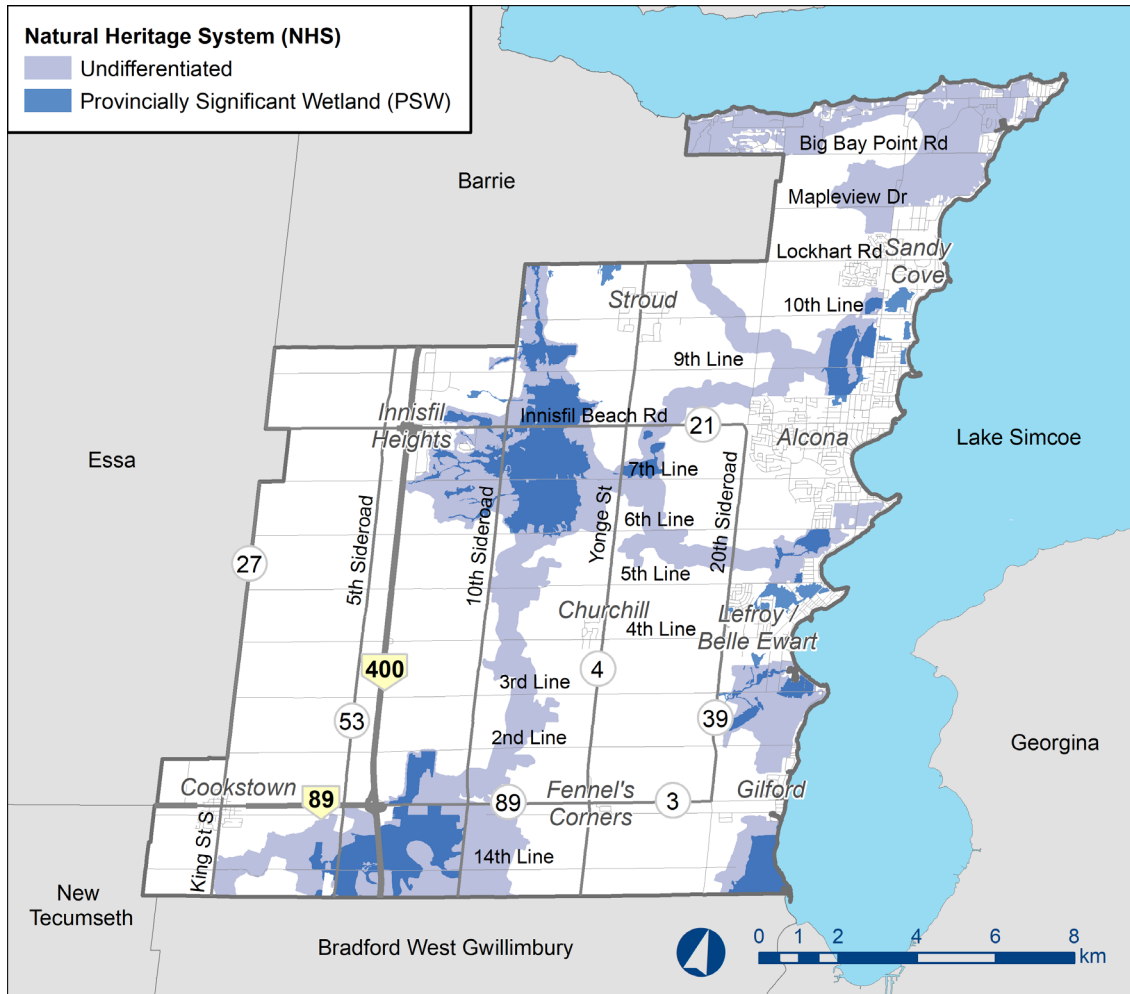 Natural Heritage System (NHS)
Undifferentiated
Provincially Significant Wetland (PSW)
Big Bay Point Rd
Barrie
Mapleview Dr
Lockhart Rd
Sandy
Cove
Stroud
10th Line
9th Line
Innisfil
Heights
Innisfil Beach Rd
21
Alcona
Lake Simcoe
Essa
7th Line
6th Line
5th Sideroad
10th Sideroad
Yonge St
20th Sideroad
27
5th Line
Churchill
4th Line
Lefroy /
Belle Ewart
400
4
3rd Line
53
39
2nd Line
Georgina
Cookstown
89
89
Fennel's
Corners
3
Gilford
King St S
14th Line
New
Tecumseth
Bradford West Gwillimbury
0 1 2 4 6 8
km